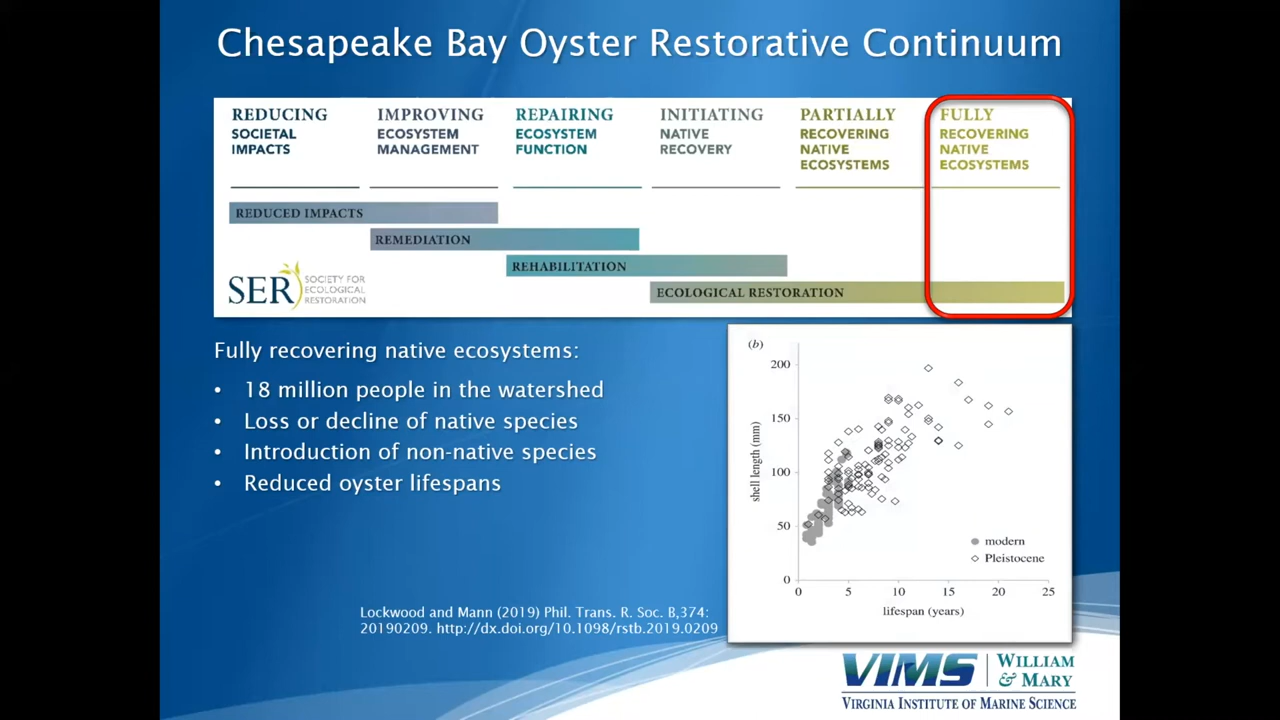 Chesapeake Bay Oyster Restorative Continuum
REDUCING
SOCIETAL
IMPACTS
IMPROVING
ECOSYSTEM
MANAGEMENT
REPAIRING
ECOSYSTEM
FUNCTION
INITIATING
NATIVE
RECOVERY
PARTIALLY
RECOVERING
NATIVE
ECOSYSTEMS
FULLY
RECOVERING
NATIVE
ECOSYSTEMS
REDUCED IMPACTS
REMEDIATION
REHABILITATION
ECOLOGICAL RESTORATION
SER
SOCIETY FOR
ECOLOGICAL
RESTORATION
Fully recovering native ecosystems:
• 18 million people in the watershed
• Loss or decline of native species
• Introduction of non-native species
• Reduced oyster lifespans
(b)
200
150
100
50
0
shell length (mm)
modern
Pleistocene
0 5 10 15 20 25
lifespan (years)
Lockwood and Mann (2019) Phil. Trans. R. Soc. B,374:
20190209. http://dx.doi.org/10.1098/rstb.2019.0209
VIMS
WILLIAM
& MARY
VIRGINIA INSTITUTE OF MARINE SCIENCE